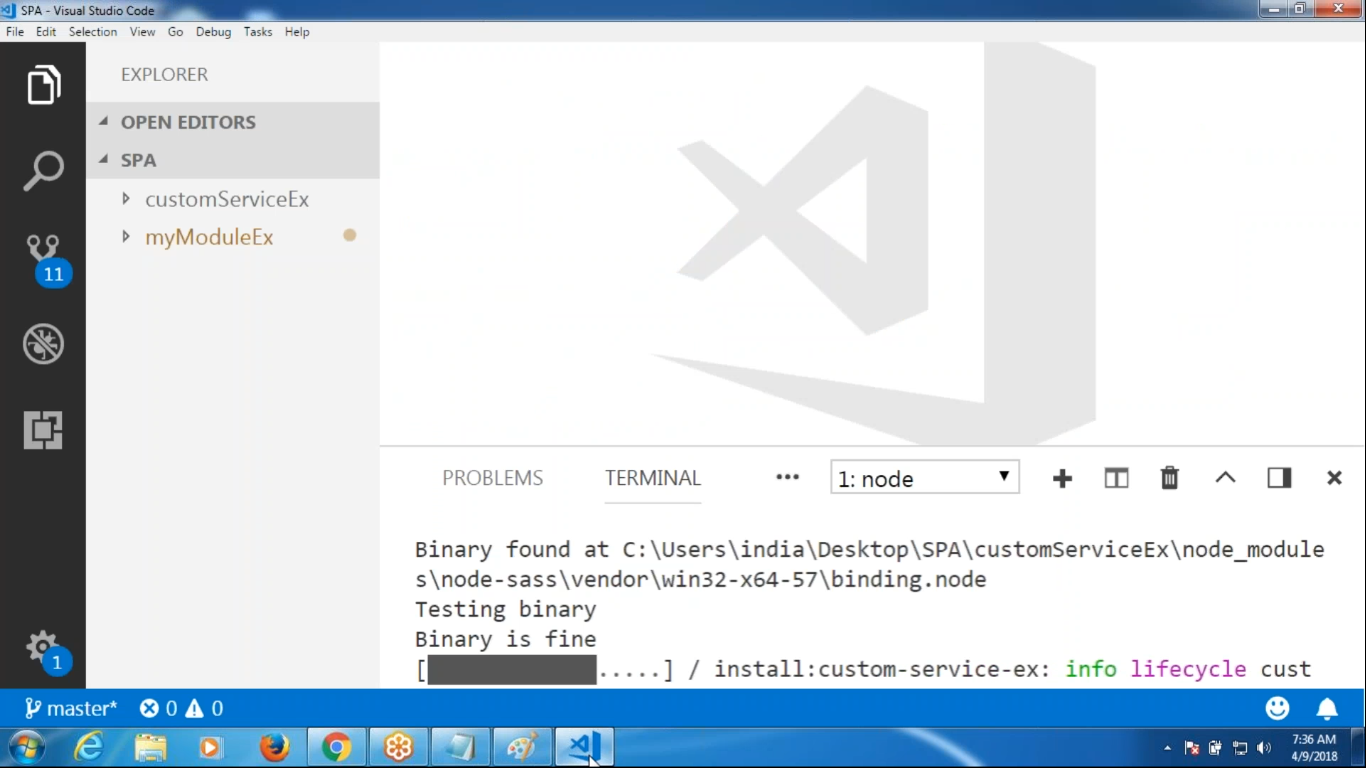 SPA - Visual Studio Code
File Edit Selection View Go Debug Tasks Help
EXPLORER
OPEN EDITORS
SPA
customServiceEx
myModuleEx
11
1
PROBLEMS TERMINAL ••• 1: node
Binary found at C:\Users\india\Desktop\SPA\customServiceEx\node_module
s\node-sass\vendor\win32-x64-57\binding.node
Testing binary
Binary is fine
[ .....] / install:custom-service-ex: info lifecycle cust
master* 0 0
7:36 AM
4/9/2018